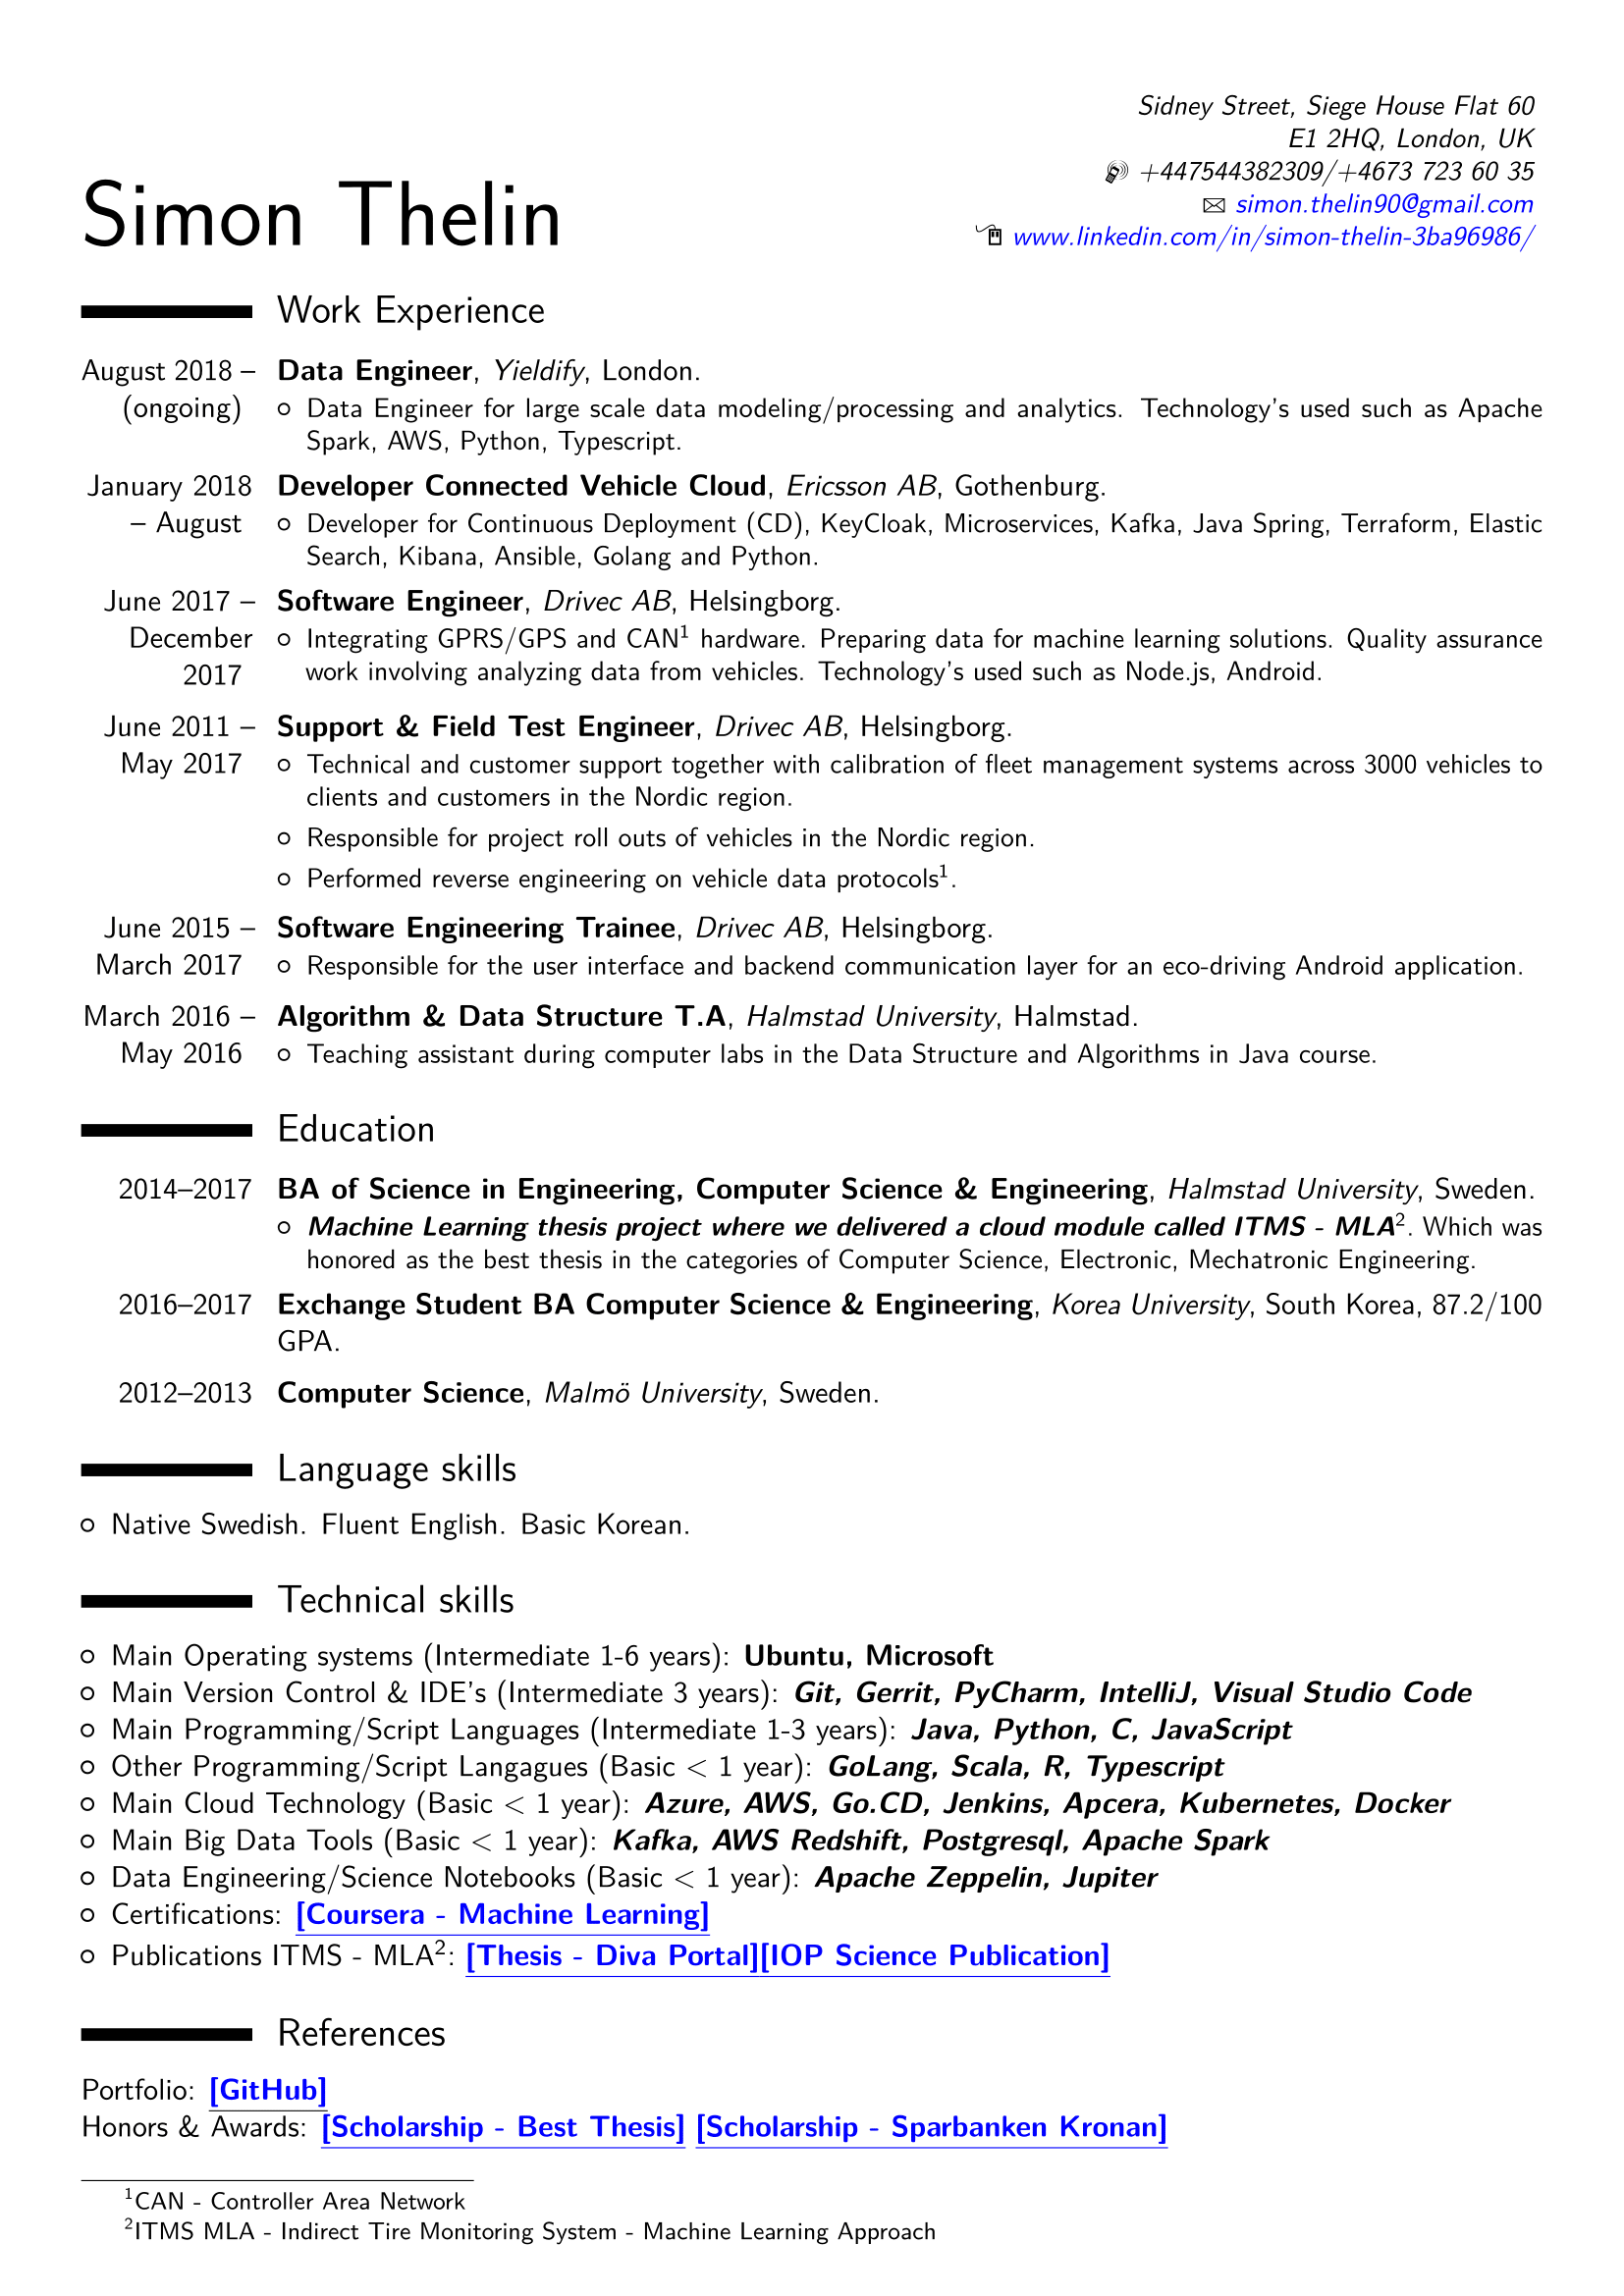 Sidney Street, Siege House Flat 60
E1 2HQ, London, UK
+447544382309/+4673 723 60 35
simon.thelin90@gmail.com
www.linkedin.com/in/simon-thelin-3ba96986/
Simon Thelin
Work Experience
August 2018 – Data Engineer, Yieldify, London.
(ongoing) Data Engineer for large scale data modeling/processing and analytics. Technology's used such as Apache
Spark, AWS, Python, Typescript.
January 2018 Developer Connected Vehicle Cloud, Ericsson AB, Gothenburg.
– August Developer for Continuous Deployment (CD), KeyCloak, Microservices, Kafka, Java Spring, Terraform, Elastic
Search, Kibana, Ansible, Golang and Python.
June 2017 – Software Engineer, Drivec AB, Helsingborg.
December Integrating GPRS/GPS and CAN¹ hardware. Preparing data for machine learning solutions. Quality assurance
2017 work involving analyzing data from vehicles. Technology's used such as Node.js, Android.
June 2011 – Support & Field Test Engineer, Drivec AB, Helsingborg.
May 2017 Technical and customer support together with calibration of fleet management systems across 3000 vehicles to
clients and customers in the Nordic region.
Responsible for project roll outs of vehicles in the Nordic region.
Performed reverse engineering on vehicle data protocols¹.
June 2015 – Software Engineering Trainee, Drivec AB, Helsingborg.
March 2017 Responsible for the user interface and backend communication layer for an eco-driving Android application.
March 2016 – Algorithm & Data Structure T.A, Halmstad University, Halmstad.
May 2016 Teaching assistant during computer labs in the Data Structure and Algorithms in Java course.
Education
2014–2017 BA of Science in Engineering, Computer Science & Engineering, Halmstad University, Sweden.
Machine Learning thesis project where we delivered a cloud module called ITMS - MLA². Which was
honored as the best thesis in the categories of Computer Science, Electronic, Mechatronic Engineering.
2016–2017 Exchange Student BA Computer Science & Engineering, Korea University, South Korea, 87.2/100
GPA.
2012–2013 Computer Science, Malmö University, Sweden.
Language skills
Native Swedish. Fluent English. Basic Korean.
Technical skills
Main Operating systems (Intermediate 1-6 years): Ubuntu, Microsoft
Main Version Control & IDE's (Intermediate 3 years): Git, Gerrit, PyCharm, IntelliJ, Visual Studio Code
Main Programming/Script Languages (Intermediate 1-3 years): Java, Python, C, JavaScript
Other Programming/Script Langagues (Basic < 1 year): GoLang, Scala, R, Typescript
Main Cloud Technology (Basic < 1 year): Azure, AWS, Go.CD, Jenkins, Apcera, Kubernetes, Docker
Main Big Data Tools (Basic < 1 year): Kafka, AWS Redshift, Postgresql, Apache Spark
Data Engineering/Science Notebooks (Basic < 1 year): Apache Zeppelin, Jupiter
Certifications: [Coursera - Machine Learning]
Publications ITMS - MLA²: [Thesis - Diva Portal][IOP Science Publication]
References
Portfolio: [GitHub]
Honors & Awards: [Scholarship - Best Thesis] [Scholarship - Sparbanken Kronan]
¹CAN - Controller Area Network
²ITMS MLA - Indirect Tire Monitoring System - Machine Learning Approach